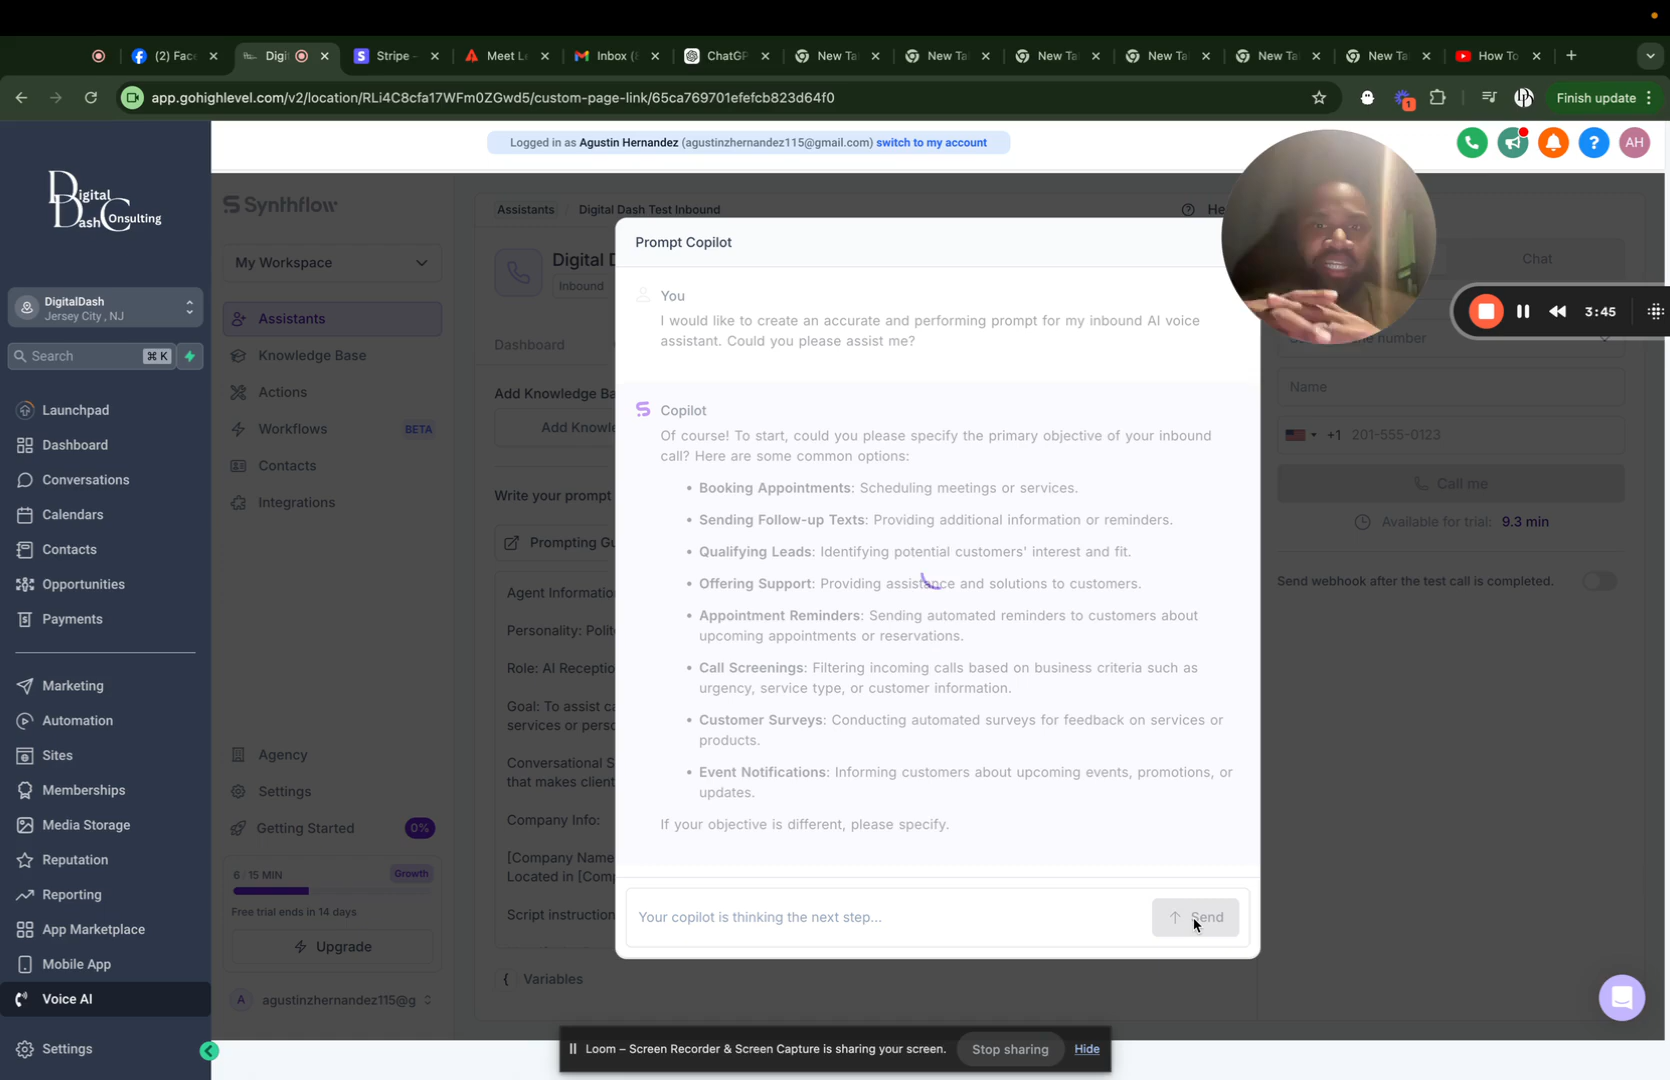 (2) Face
Digi
Stripe -
Meet Le
Inbox (8
ChatGP
New Ta
New Ta
New Ta
New Ta
New Ta
New Ta
How To
app.gohighlevel.com/v2/location/RLi4C8cfa17WFm0ZGwd5/custom-page-link/65ca769701efefcb823d64f0
1
Finish update
Logged in as Agustin Hernandez (agustinzhernandez115@gmail.com) switch to my account
AH
Digital
Dash Consulting
DigitalDash
Jersey City , NJ
Search
⌘ K
Launchpad
Dashboard
Conversations
Calendars
Contacts
Opportunities
Payments
Marketing
Automation
Sites
Memberships
Media Storage
Reputation
Reporting
App Marketplace
Mobile App
Voice AI
Settings
Synthflow
My Workspace
Assistants
Knowledge Base
Actions
Workflows
BETA
Contacts
Integrations
Agency
Settings
Getting Started
0%
6 / 15 MIN
Growth
Free trial ends in 14 days
Upgrade
A
agustinzhernandez115@g
Assistants / Digital Dash Test Inbound
He
Digital D
Inbound
Dashboard
Add Knowledge Ba
Add Knowle
Write your prompt
Prompting Gu
Agent Informatio
Personality: Polit
Role: AI Receptio
Goal: To assist ca
services or perso
Conversational S
that makes client
Company Info:
[Company Name
Located in [Comp
Script instruction
{ Variables
Prompt Copilot
You
I would like to create an accurate and performing prompt for my inbound AI voice
assistant. Could you please assist me?
Copilot
Of course! To start, could you please specify the primary objective of your inbound
call? Here are some common options:
• Booking Appointments: Scheduling meetings or services.
• Sending Follow-up Texts: Providing additional information or reminders.
• Qualifying Leads: Identifying potential customers' interest and fit.
• Offering Support: Providing assistance and solutions to customers.
• Appointment Reminders: Sending automated reminders to customers about
upcoming appointments or reservations.
• Call Screenings: Filtering incoming calls based on business criteria such as
urgency, service type, or customer information.
• Customer Surveys: Conducting automated surveys for feedback on services or
products.
• Event Notifications: Informing customers about upcoming events, promotions, or
updates.
If your objective is different, please specify.
Your copilot is thinking the next step...
Send
Chat
3:45
ne number
Name
+1 201-555-0123
Call me
Available for trial: 9.3 min
Send webhook after the test call is completed.
Loom – Screen Recorder & Screen Capture is sharing your screen.
Stop sharing
Hide